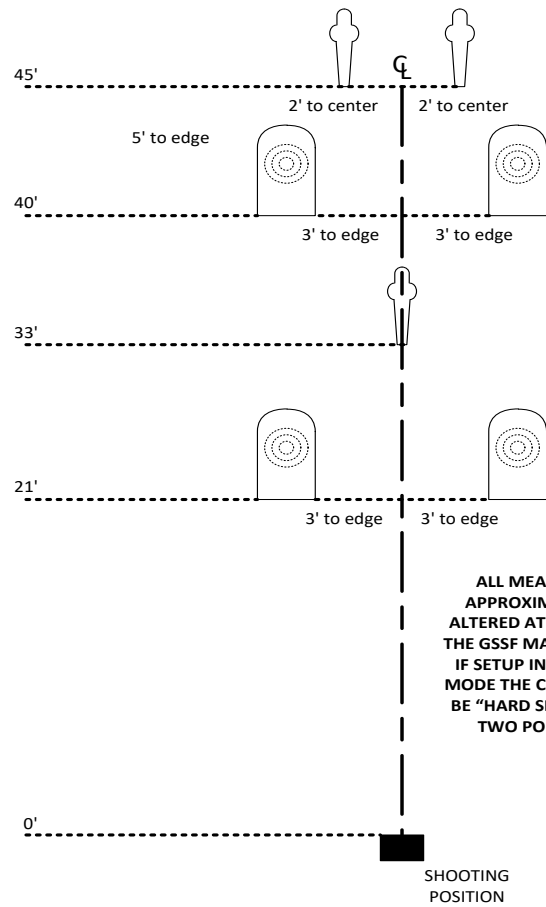 45'
℄
2' to center 2' to center
5' to edge
40'
3' to edge 3' to edge
33'
21'
3' to edge 3' to edge
ALL MEA
APPROXIM
ALTERED AT
THE GSSF MA
IF SETUP IN
MODE THE C
BE “HARD
TWO PO
0'
SHOOTING
POSITION